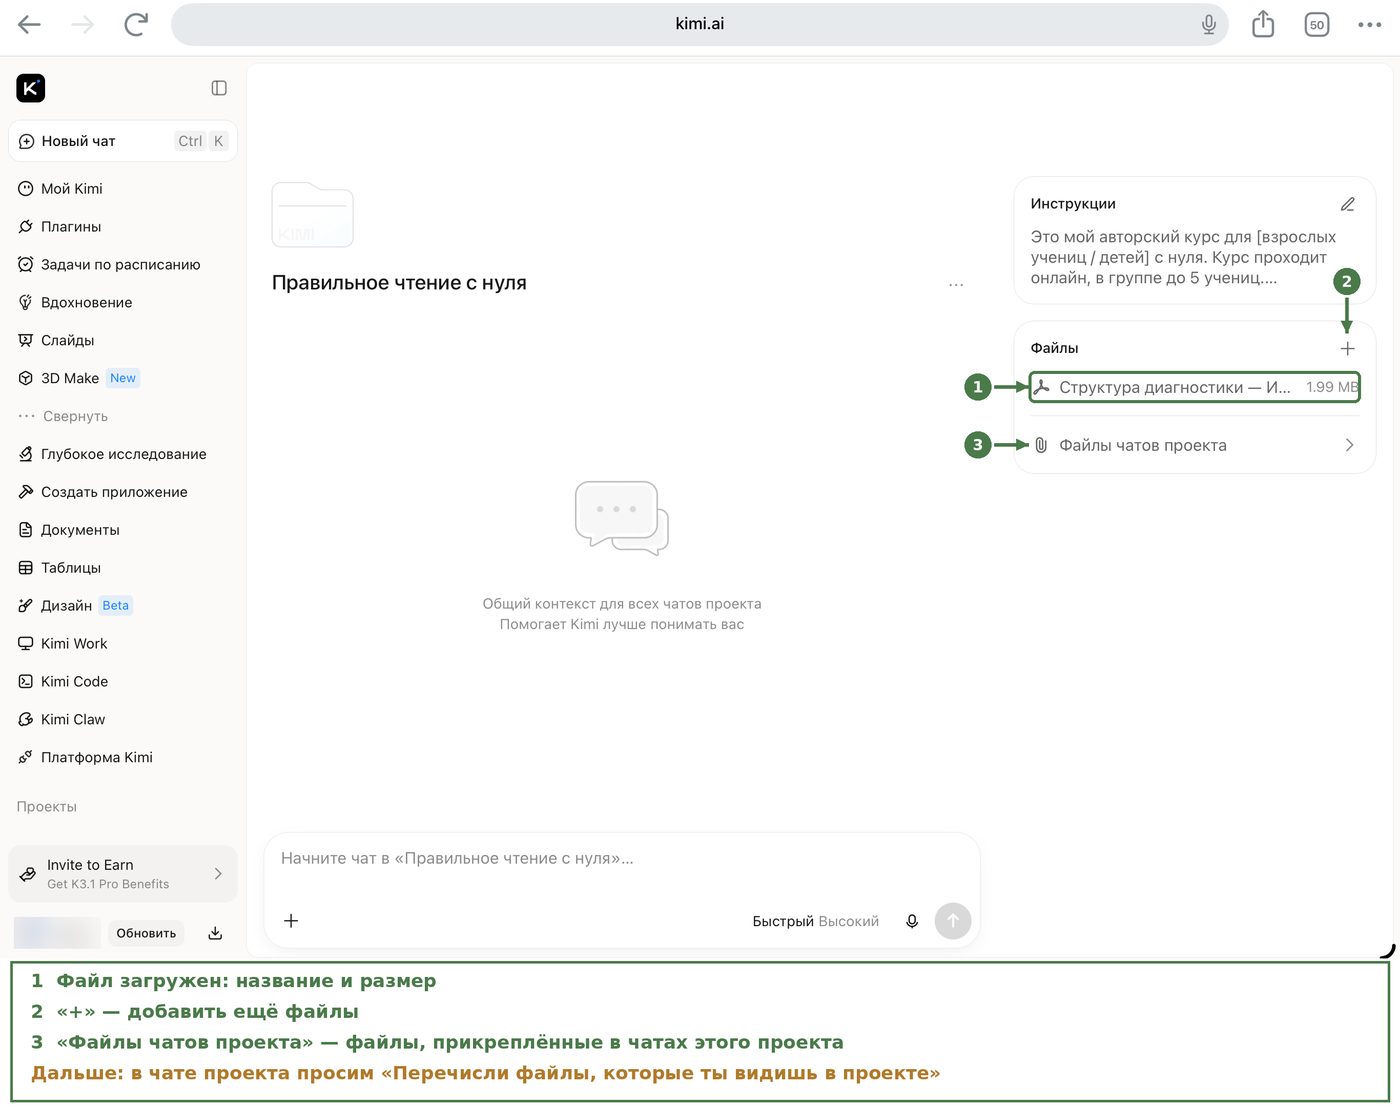 kimi.ai
50
K
Новый чат Ctrl K
Мой Kimi
Плагины
Задачи по расписанию
Вдохновение
Слайды
3D Make New
Свернуть
Глубокое исследование
Создать приложение
Документы
Таблицы
Дизайн Beta
Kimi Work
Kimi Code
Kimi Claw
Платформа Kimi
Проекты
Invite to Earn
Get K3.1 Pro Benefits
Обновить
KIMI
Правильное чтение с нуля
...
Общий контекст для всех чатов проекта
Помогает Kimi лучше понимать вас
Начните чат в «Правильное чтение с нуля»...
Быстрый Высокий
Инструкции
Это мой авторский курс для [взрослых
учениц / детей] с нуля. Курс проходит
онлайн, в группе до 5 учениц....
2
Файлы
1 Структура диагностики — И... 1.99 MB
3 Файлы чатов проекта
1 Файл загружен: название и размер
2 «+» — добавить ещё файлы
3 «Файлы чатов проекта» — файлы, прикреплённые в чатах этого проекта
Дальше: в чате проекта просим «Перечисли файлы, которые ты видишь в проекте»